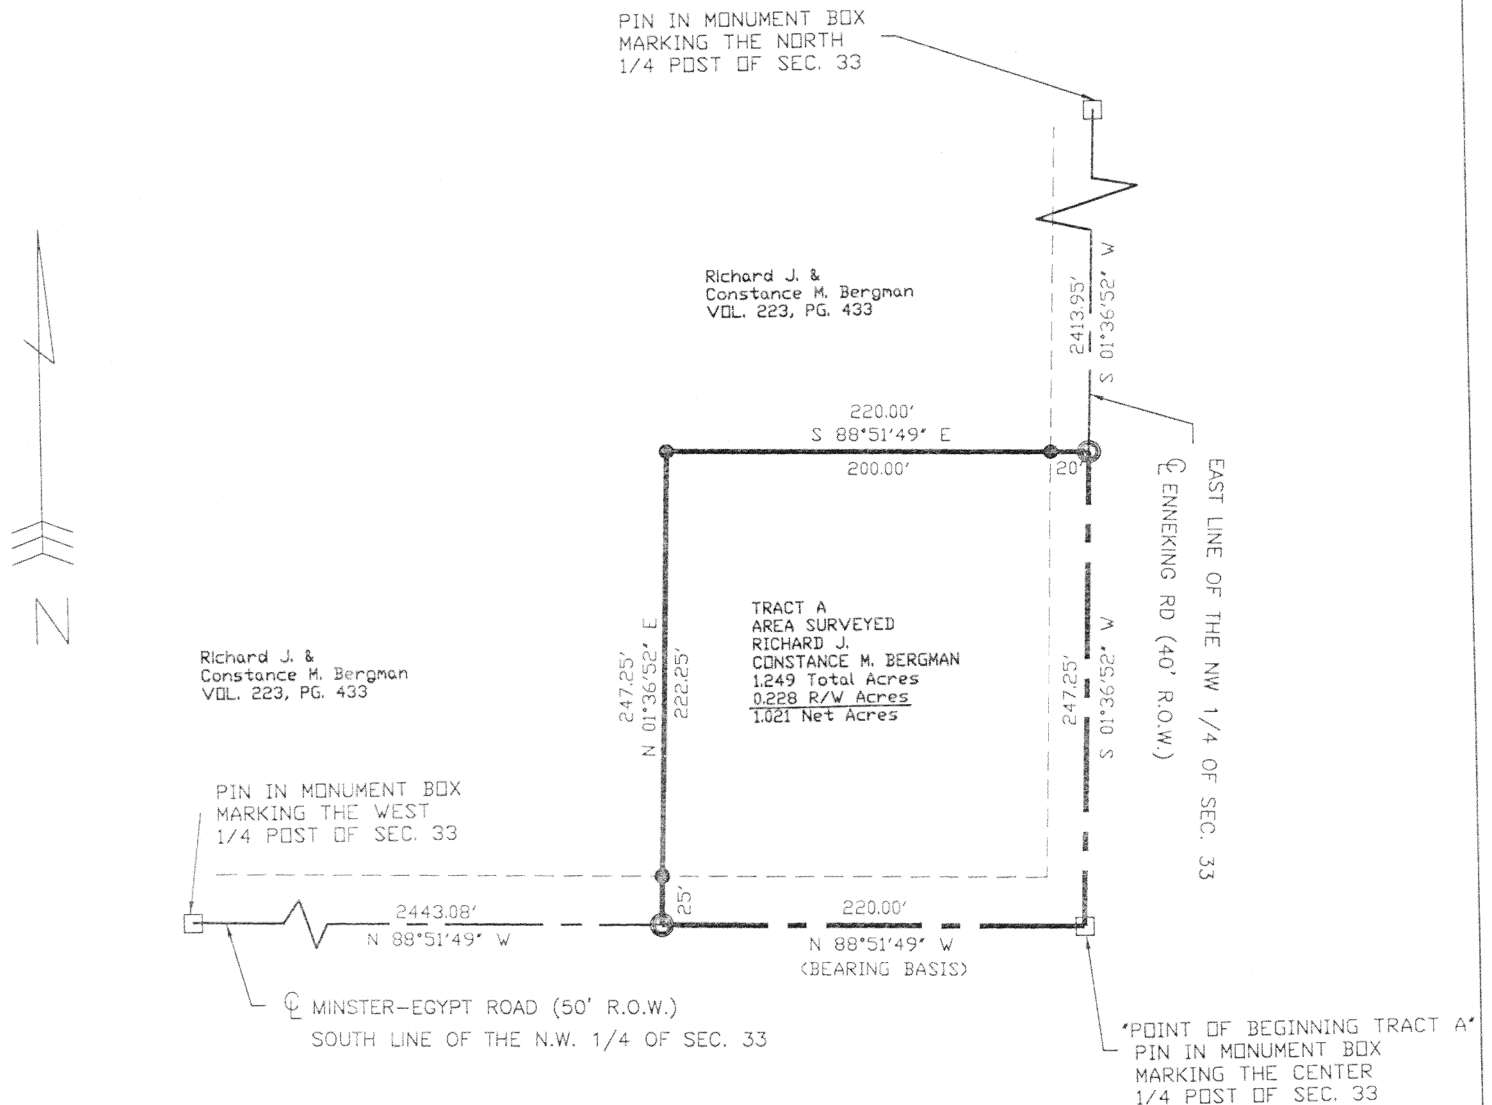 PIN IN MONUMENT BOX
MARKING THE NORTH
1/4 POST OF SEC. 33
Richard J. &
Constance M. Bergman
VOL. 223, PG. 433
2413.95'
S 01°36'52" W
220.00'
S 88°51'49" E
200.00'
20'
EAST LINE OF THE NW 1/4 OF SEC. 33
℄ ENNEKING RD (40' R.O.W.)
N
TRACT A
AREA SURVEYED
RICHARD J.
CONSTANCE M. BERGMAN
1.249 Total Acres
0.228 R/W Acres
1.021 Net Acres
247.25'
N 01°36'52" E
222.25'
247.25'
S 01°36'52" W
Richard J. &
Constance M. Bergman
VOL. 223, PG. 433
PIN IN MONUMENT BOX
MARKING THE WEST
1/4 POST OF SEC. 33
25'
2443.08'
N 88°51'49" W
220.00'
N 88°51'49" W
(BEARING BASIS)
℄ MINSTER-EGYPT ROAD (50' R.O.W.)
SOUTH LINE OF THE N.W. 1/4 OF SEC. 33
"POINT OF BEGINNING TRACT A"
PIN IN MONUMENT BOX
MARKING THE CENTER
1/4 POST OF SEC. 33